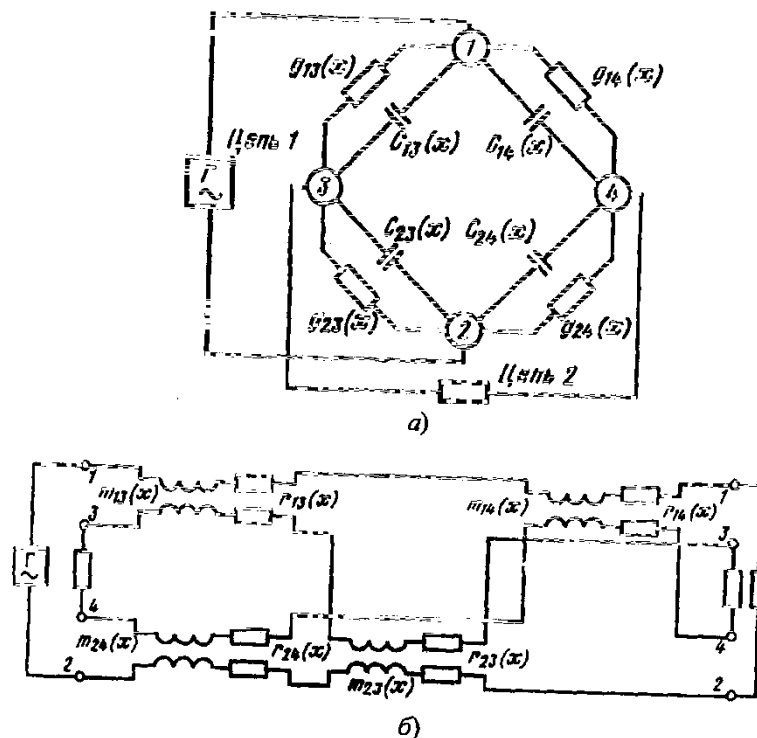 1
g13(x)
g14(x)
C13(x)
C14(x)
Цепь 1
Г
~
3
4
C23(x)
C24(x)
g23(x)
2
g24(x)
Цепь 2
а)
1
m13(x)
r13(x)
m14(x)
r14(x)
1
3
3
Г
~
4
4
m24(x)
r24(x)
r23(x)
2
m23(x)
2
б)